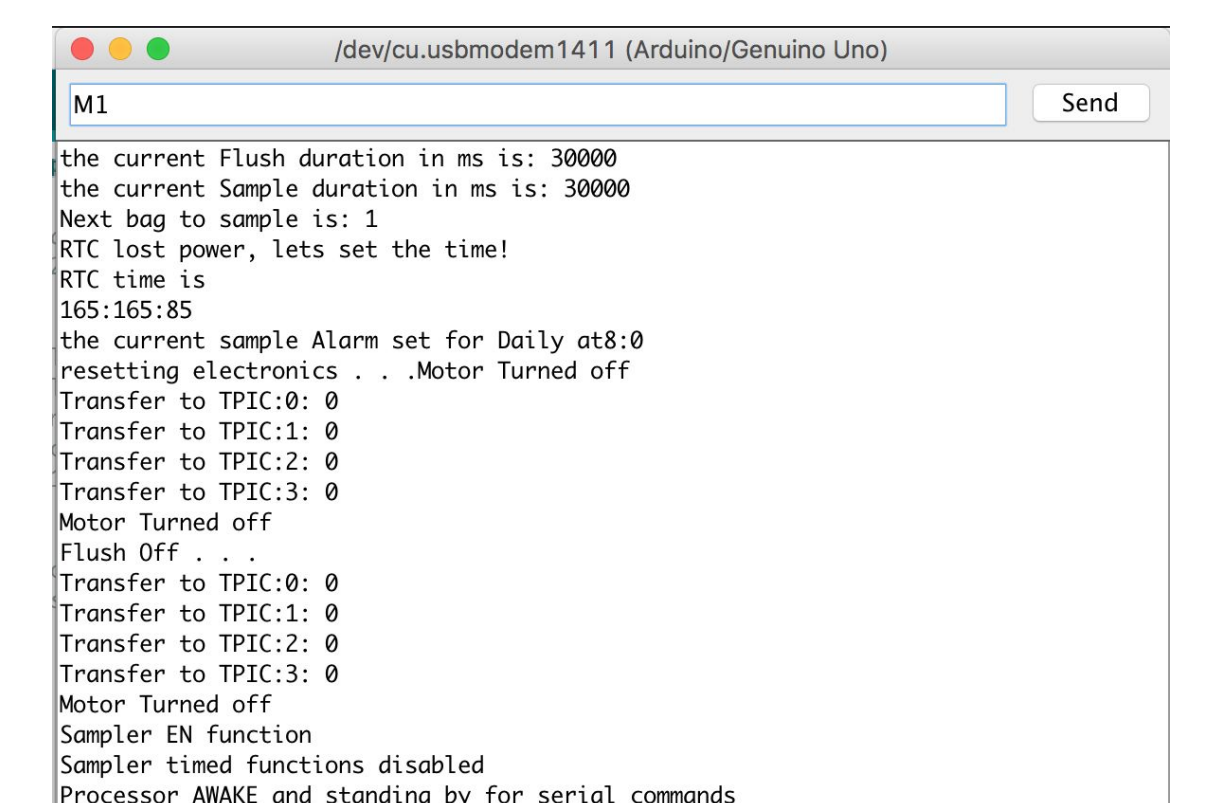 /dev/cu.usbmodem1411 (Arduino/Genuino Uno)
M1
Send
the current Flush duration in ms is: 30000
the current Sample duration in ms is: 30000
Next bag to sample is: 1
RTC lost power, lets set the time!
RTC time is
165:165:85
the current sample Alarm set for Daily at8:0
resetting electronics . . .Motor Turned off
Transfer to TPIC:0: 0
Transfer to TPIC:1: 0
Transfer to TPIC:2: 0
Transfer to TPIC:3: 0
Motor Turned off
Flush Off . . .
Transfer to TPIC:0: 0
Transfer to TPIC:1: 0
Transfer to TPIC:2: 0
Transfer to TPIC:3: 0
Motor Turned off
Sampler EN function
Sampler timed functions disabled
Processor AWAKE and standing by for serial commands